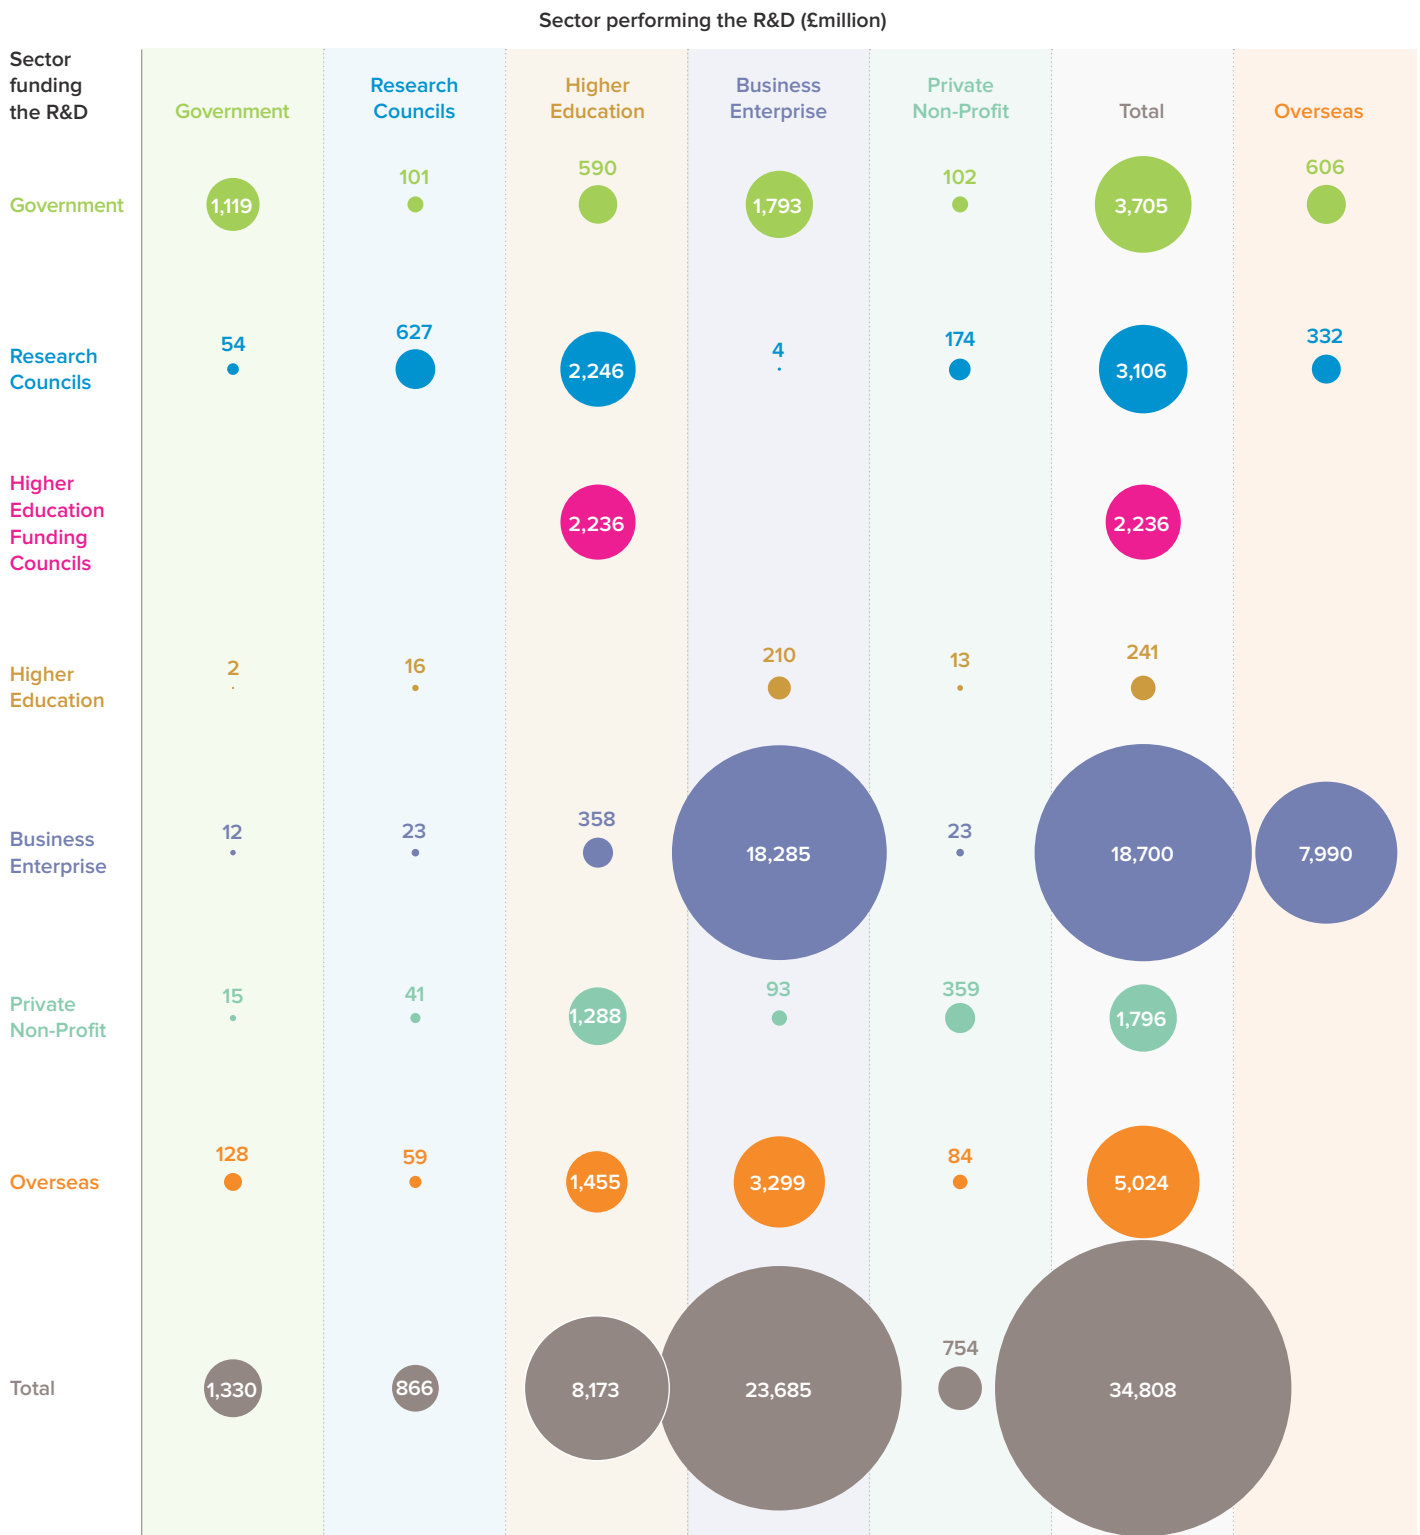 Sector performing the R&D (£million)
Sector
funding
the R&D
Government
Research
Councils
Higher
Education
Business
Enterprise
Private
Non-Profit
Total
Overseas
Government
1,119
101
590
1,793
102
3,705
606
Research
Councils
54
627
2,246
4
174
3,106
332
Higher
Education
Funding
Councils
2,236
2,236
Higher
Education
2
16
210
13
241
Business
Enterprise
12
23
358
18,285
23
18,700
7,990
Private
Non-Profit
15
41
1,288
93
359
1,796
Overseas
128
59
1,455
3,299
84
5,024
Total
1,330
866
8,173
23,685
754
34,808